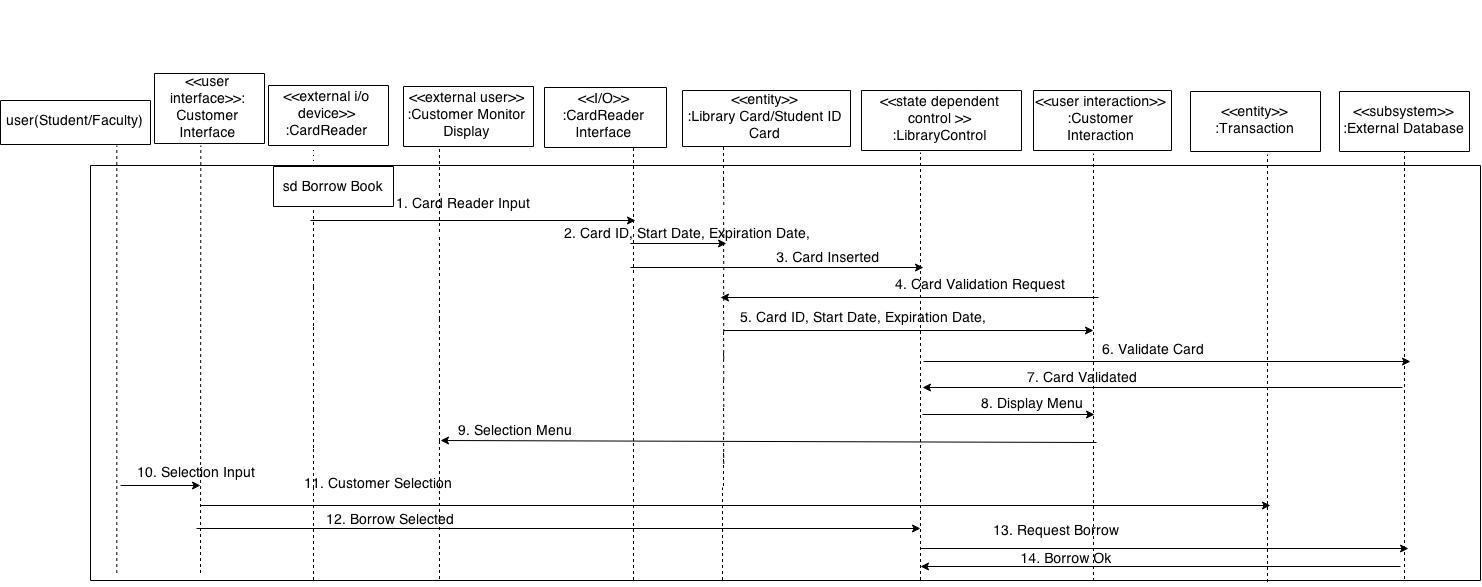 user(Student/Faculty)
<<user
interface>>:
Customer
Interface
<<external i/o
device>>
:CardReader
<<external user>>
:Customer Monitor
Display
<<I/O>>
:CardReader
Interface
<<entity>>
:Library Card/Student ID
Card
<<state dependent
control >>
:LibraryControl
<<user interaction>>
:Customer
Interaction
<<entity>>
:Transaction
<<subsystem>>
:External Database
sd Borrow Book
1. Card Reader Input
2. Card ID, Start Date, Expiration Date,
3. Card Inserted
4. Card Validation Request
5. Card ID, Start Date, Expiration Date,
6. Validate Card
7. Card Validated
8. Display Menu
9. Selection Menu
10. Selection Input
11. Customer Selection
12. Borrow Selected
13. Request Borrow
14. Borrow Ok